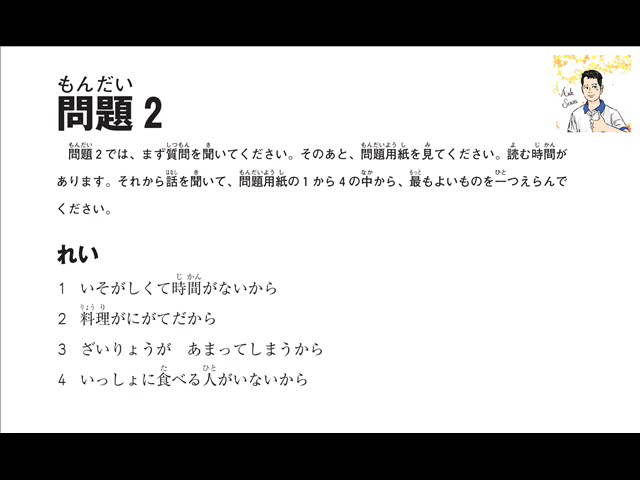 問題 2
問題2では、まず質問を聞いてください。そのあと、問題用紙を見てください。読む時間が
あります。それから話を聞いて、問題用紙の1から4の中から、最もよいものを一つえらんで
ください。
れい
1 いそがしくて時間がないから
2 料理がにがてだから
3 ざいりょうが あまってしまうから
4 いっしょに食べる人がいないから